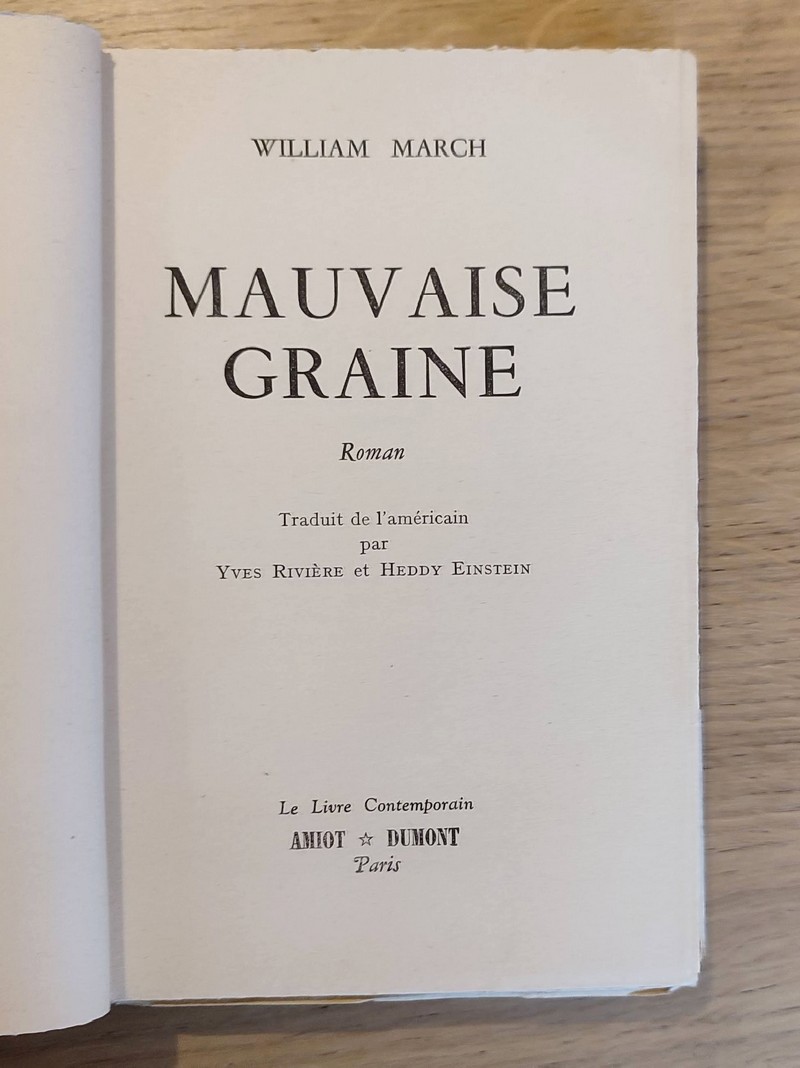 WILLIAM MARCH
MAUVAISE
GRAINE
Roman
Traduit de l'américain
par
YVES RIVIÈRE et HEDDY EINSTEIN
Le Livre Contemporain
AMIOT ☆ DUMONT
Paris